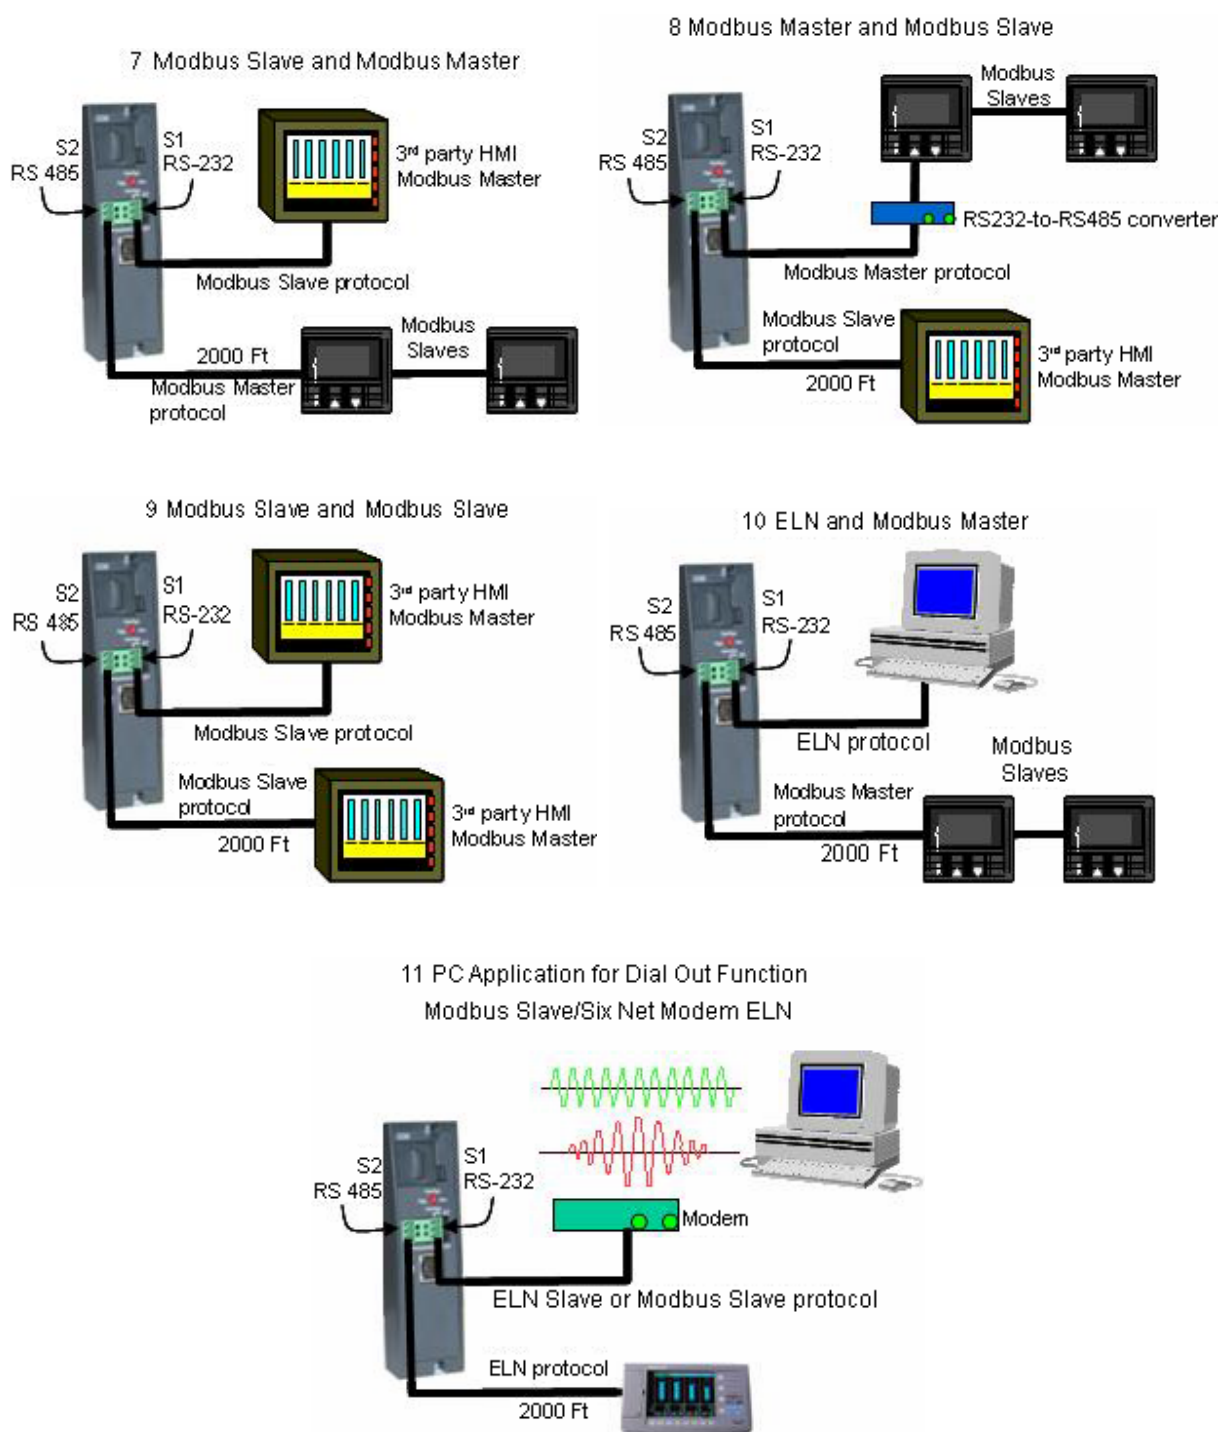 7 Modbus Slave and Modbus Master
S2
RS 485
S1
RS-232
3rd party HMI
Modbus Master
Modbus Slave protocol
2000 Ft
Modbus Master
protocol
Modbus
Slaves
8 Modbus Master and Modbus Slave
S2
RS 485
S1
RS-232
Modbus
Slaves
RS232-to-RS485 converter
Modbus Master protocol
Modbus Slave
protocol
2000 Ft
3rd party HMI
Modbus Master
9 Modbus Slave and Modbus Slave
S2
RS 485
S1
RS-232
3rd party HMI
Modbus Master
Modbus Slave protocol
Modbus Slave
protocol
2000 Ft
3rd party HMI
Modbus Master
10 ELN and Modbus Master
S2
RS 485
S1
RS-232
ELN protocol
Modbus Master
protocol
2000 Ft
Modbus
Slaves
11 PC Application for Dial Out Function
Modbus Slave/Six Net Modem ELN
S2
RS 485
S1
RS-232
Modem
ELN Slave or Modbus Slave protocol
ELN protocol
2000 Ft